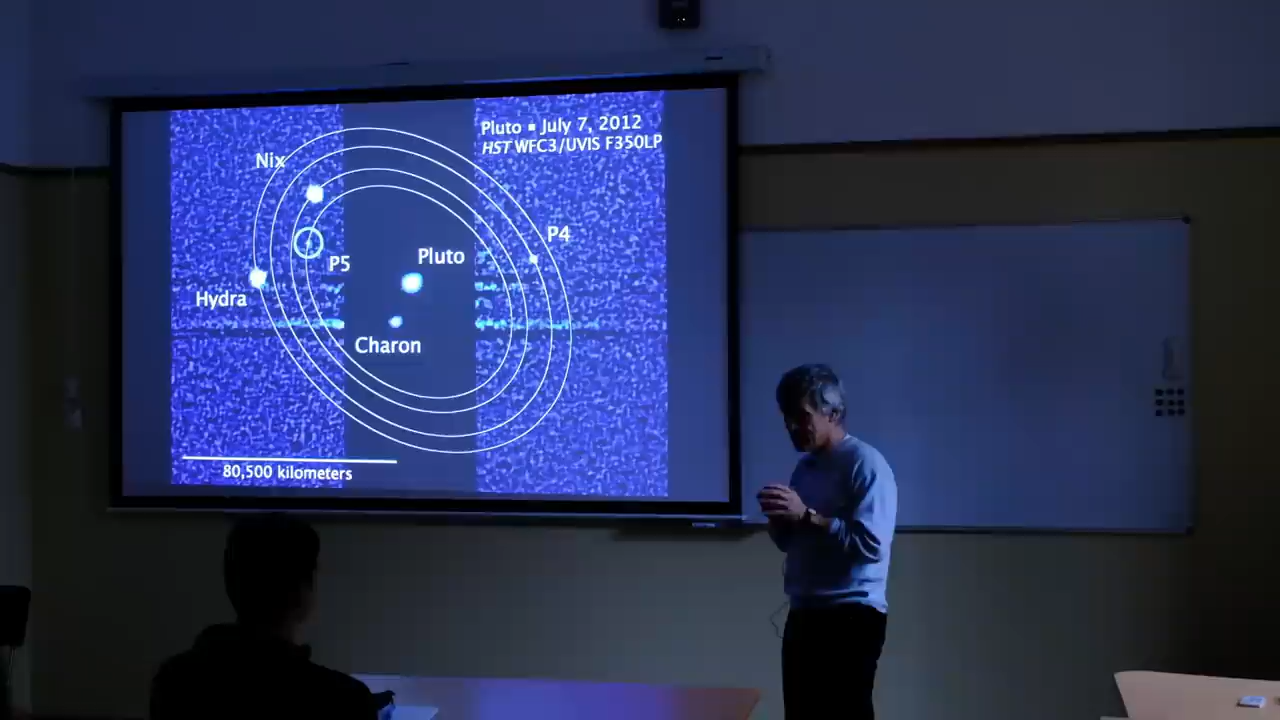 Pluto ▪ July 7, 2012
HST WFC3/UVIS F350LP
Nix
P4
Pluto
P5
Hydra
Charon
80,500 kilometers